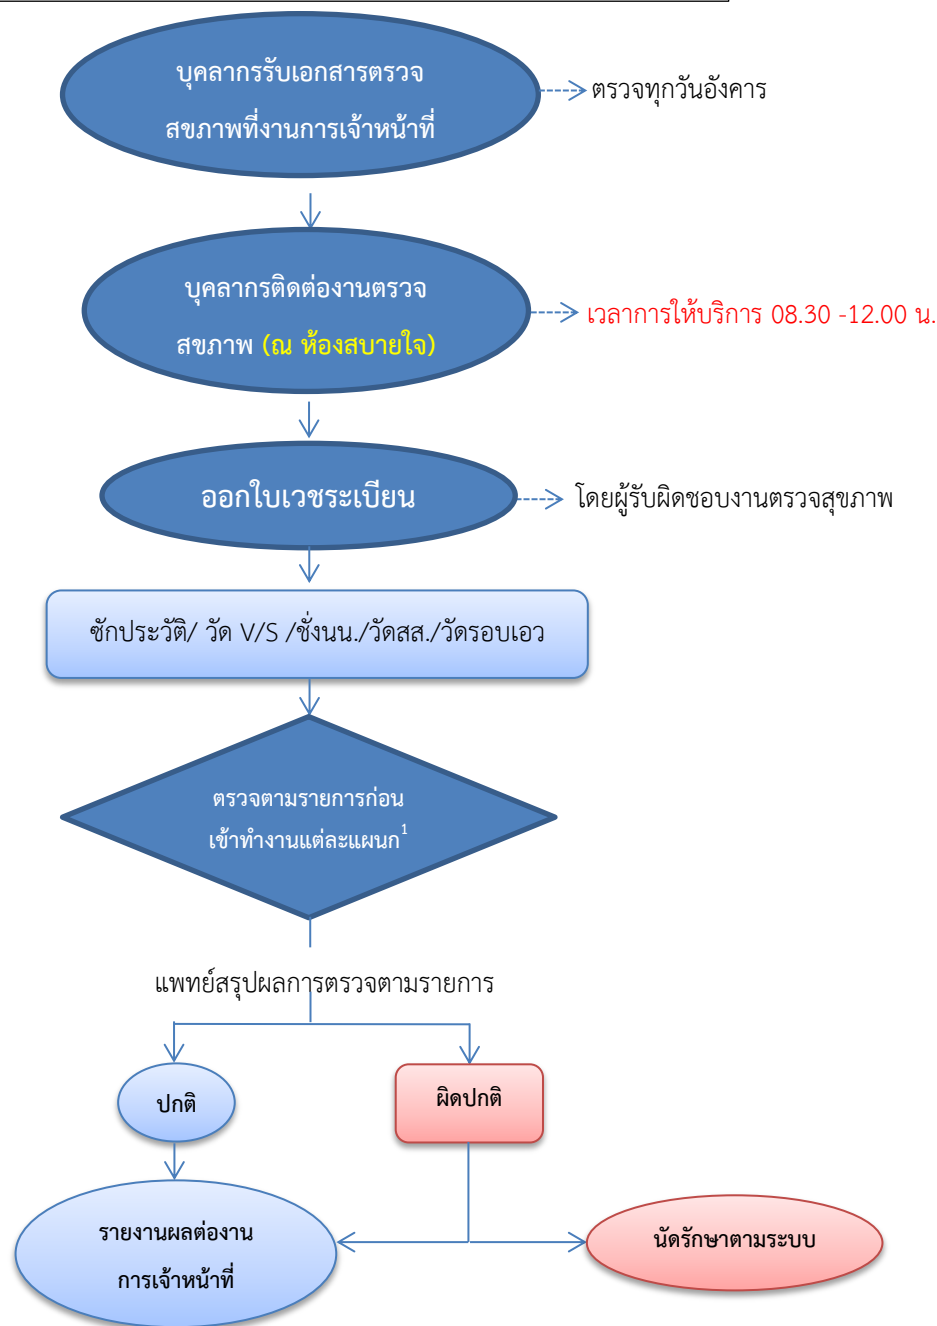 บุคลากรรับเอกสารตรวจ
สขภาพที่งานการเจ้าหน้าที่
ตรวจทุกวันอังคาร
บุคลากรติดต่องานตรวจ
สขภาพ (ณ ห้องสบายใจ)
เวลาการให้บริการ 08.30 -12.00 น.
ออกใบเวชระเบียน
โดยผู้รับผิดชอบงานตรวจสุขภาพ
ซักประวัติ/ วัด V/S /ชั่งนน./วัดสส./วัดรอบเอว
ตรวจตามรายการก่อน
เข้าทำงานแต่ละแผนก¹
แพทย์สรุปผลการตรวจตามรายการ
ปกติ
ผิดปกติ
รายงานผลต่องาน
การเจ้าหน้าที่
นัดรักษาตามระบบ